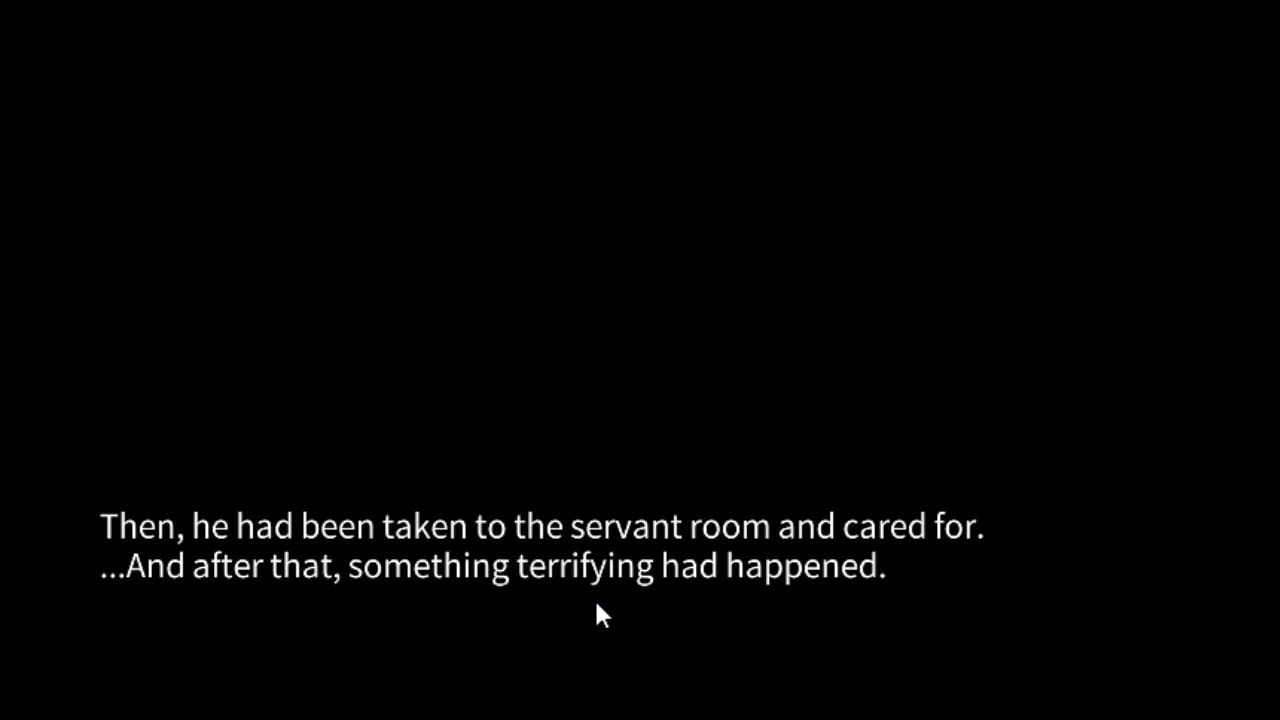 Then, he had been taken to the servant room and cared for.
...And after that, something terrifying had happened.